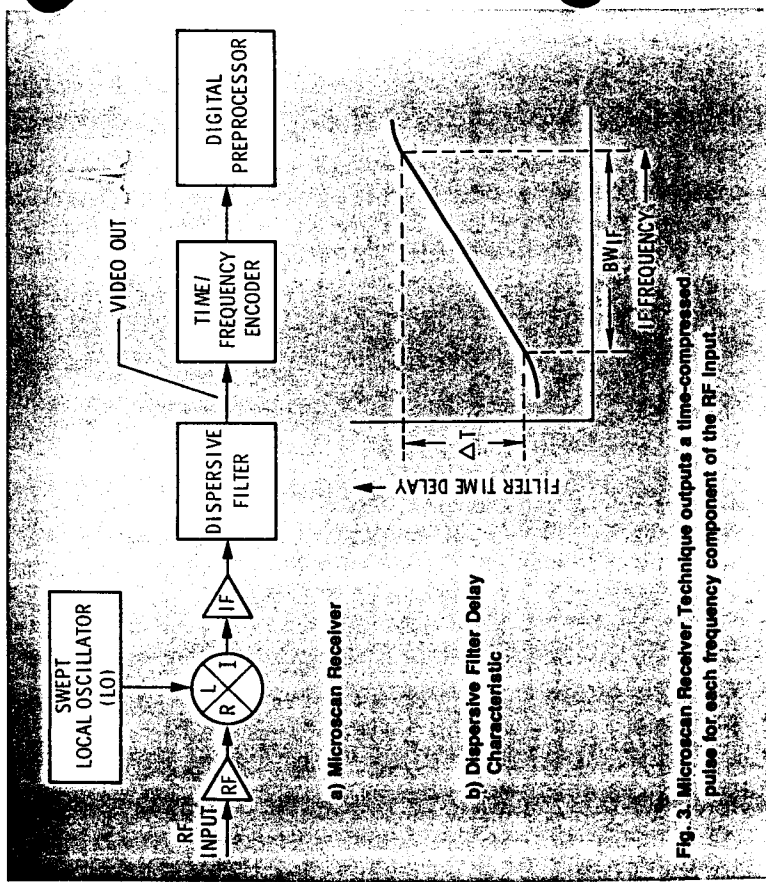 SWEPT
LOCAL OSCILLATOR
(LO)
RF
INPUT
RF
R L I
IF
DISPERSIVE
FILTER
VIDEO OUT
TIME/
FREQUENCY
ENCODER
DIGITAL
PREPROCESSOR
a) Microscan Receiver
b) Dispersive Filter Delay
Characteristic
FILTER TIME DELAY
ΔT
BWIF
IF FREQUENCY
Fig. 3. Microscan Receiver Technique outputs a time-compressed
pulse for each frequency component of the RF Input.